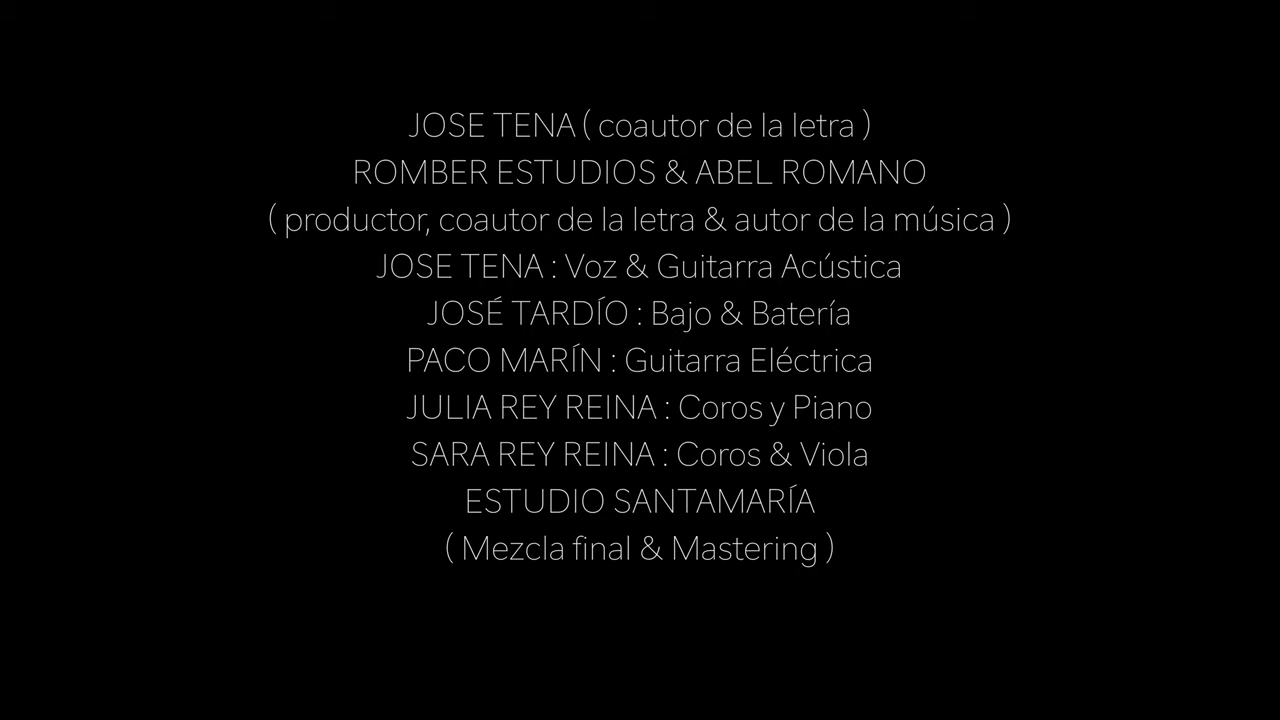 JOSE TENA ( coautor de la letra )
ROMBER ESTUDIOS & ABEL ROMANO
( productor, coautor de la letra & autor de la música )
JOSE TENA : Voz & Guitarra Acústica
JOSÉ TARDÍO : Bajo & Batería
PACO MARÍN : Guitarra Eléctrica
JULIA REY REINA : Coros y Piano
SARA REY REINA : Coros & Viola
ESTUDIO SANTAMARÍA
( Mezcla final & Mastering )